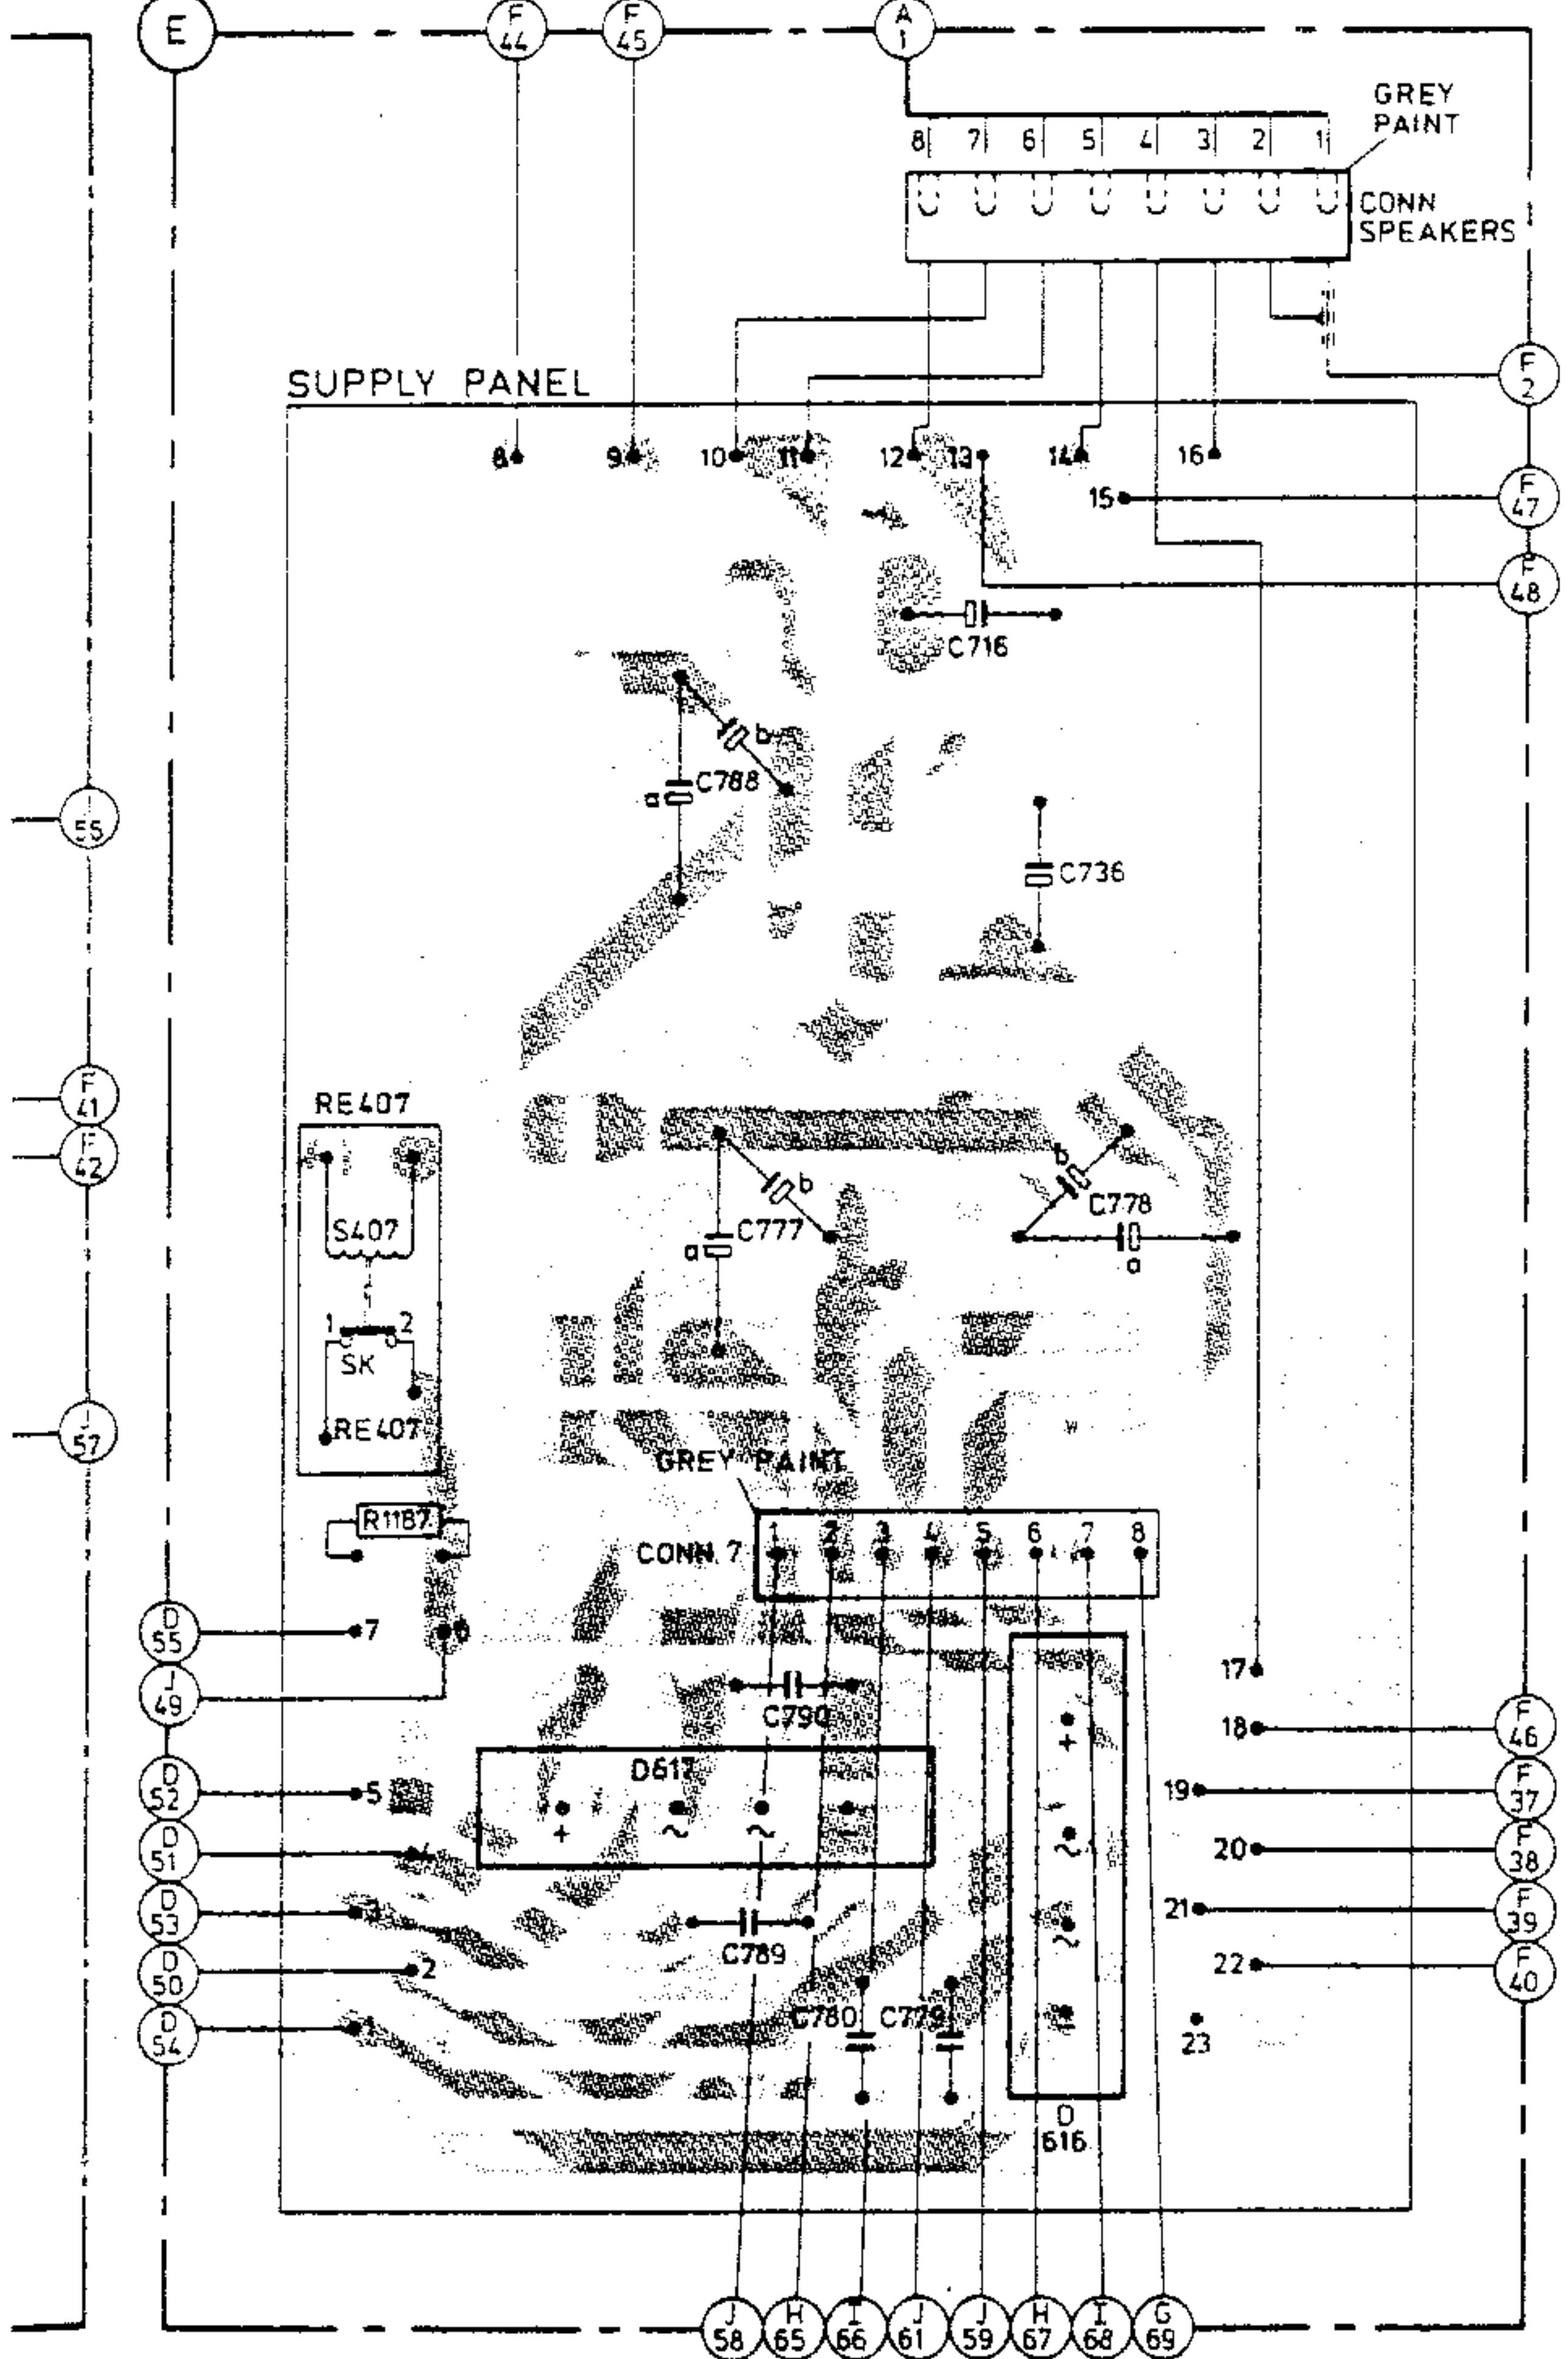 E
F 44
F 45
A 1
GREY
PAINT
8 7 6 5 4 3 2 1
CONN
SPEAKERS
F 2
SUPPLY PANEL
8 9 10 11 12 13 14 16
15
F 47
F 48
C716
b
C788
a
55
C736
F 41
RE407
F 42
b
b
S407
C777
C778
a
a
1 2
SK
57
RE407
GREY PAINT
R1187
1 2 3 4 5 6 7 8
CONN. 7
D 55
7 6
J 49
17
C790
18
F 46
+
D617
D 52
5
19
F 37
+ ~ ~ -
~
D 51
4
20
F 38
D 53
3
21
F 39
~
C789
D 50
2
22
F 40
C780 C779
D 54
1
-
23
D
616
J 58
H 65
I 66
J 61
J 59
H 67
I 68
G 69